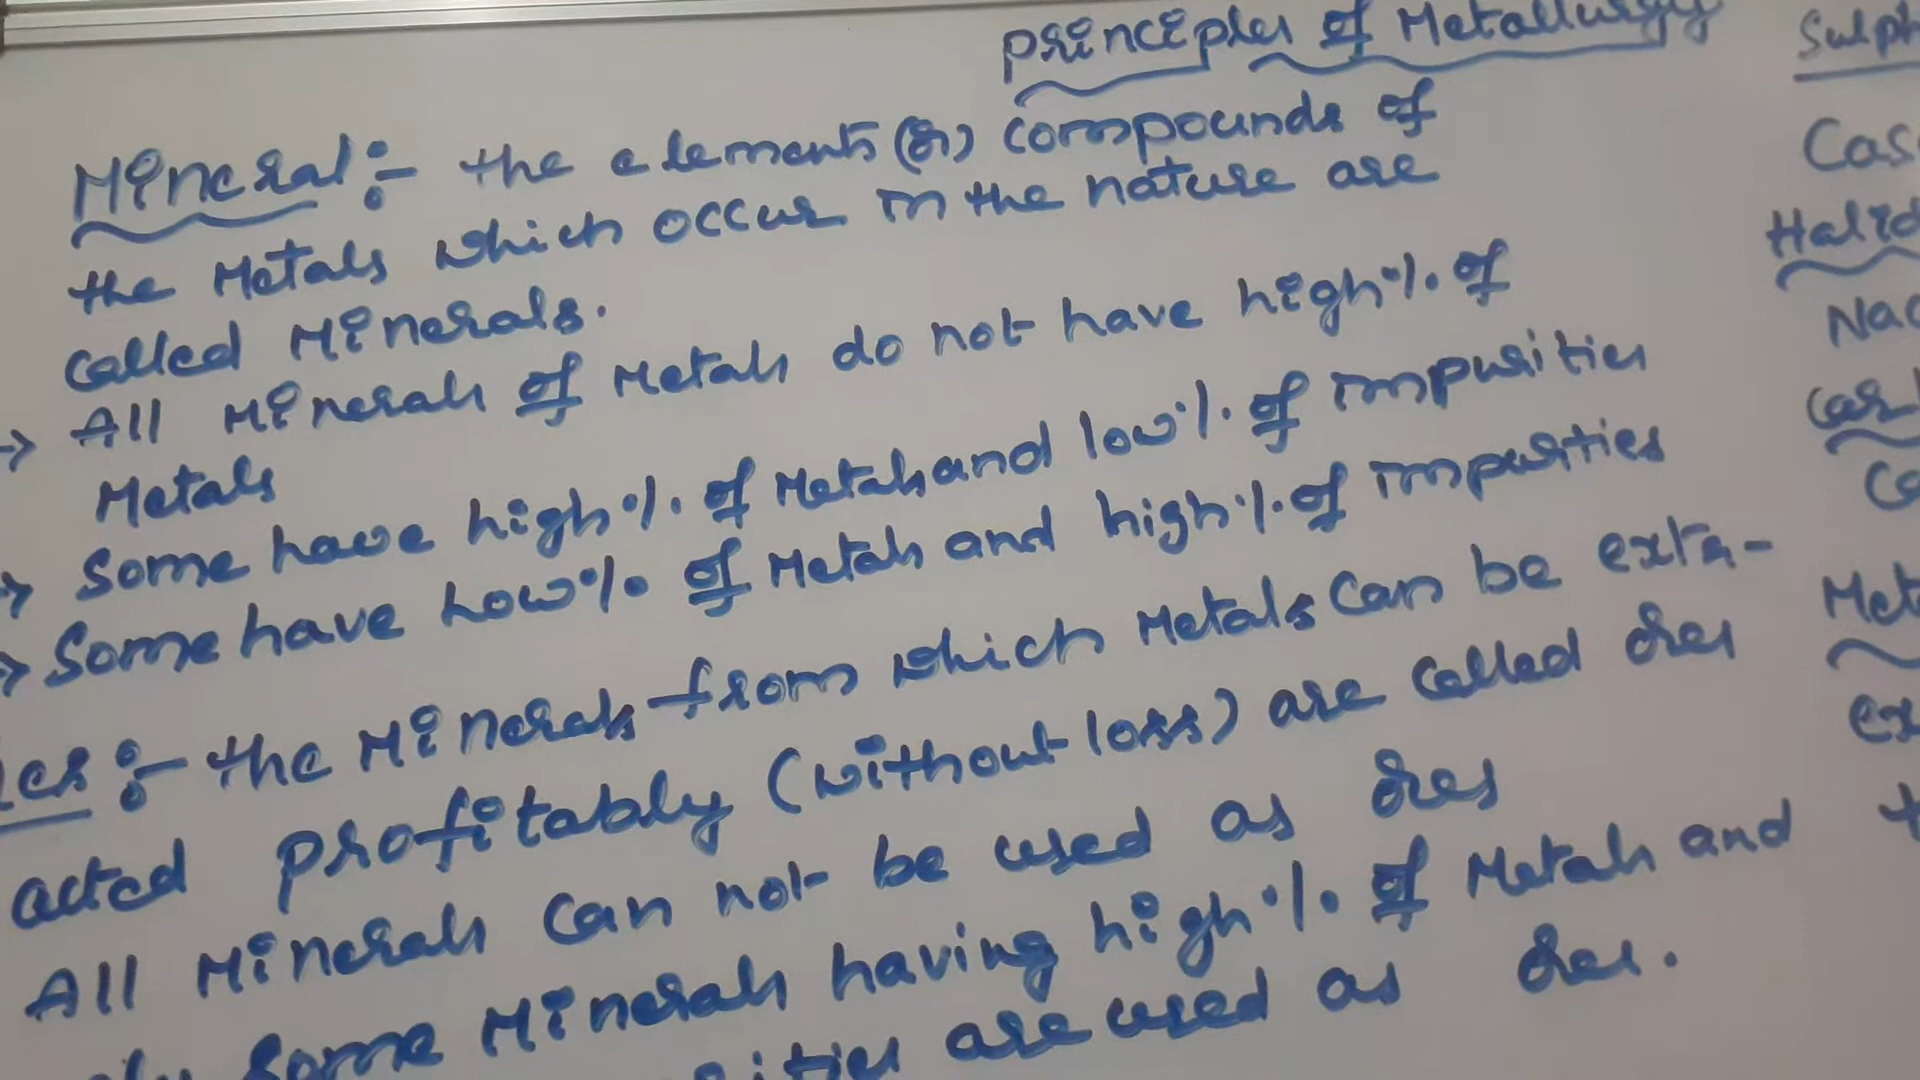 Principles of Metallurgy
Mineral :- the elements (or) compounds of
the Metals which occur in the nature are
called Minerals.
→ All Minerals of Metals do not have high % of
Metals
→ Some have high % of Metals and low % of impurities
→ Some have Low % of Metals and high % of impurities
:- the Minerals from which Metals can be extr-
acted profitably (without loss) are called Ores
All Minerals can not be used as Ores
Some Minerals having high % of Metals and
are used as Ores.
Sulph
Cas
Halid
Nac
Car
Meta
ex